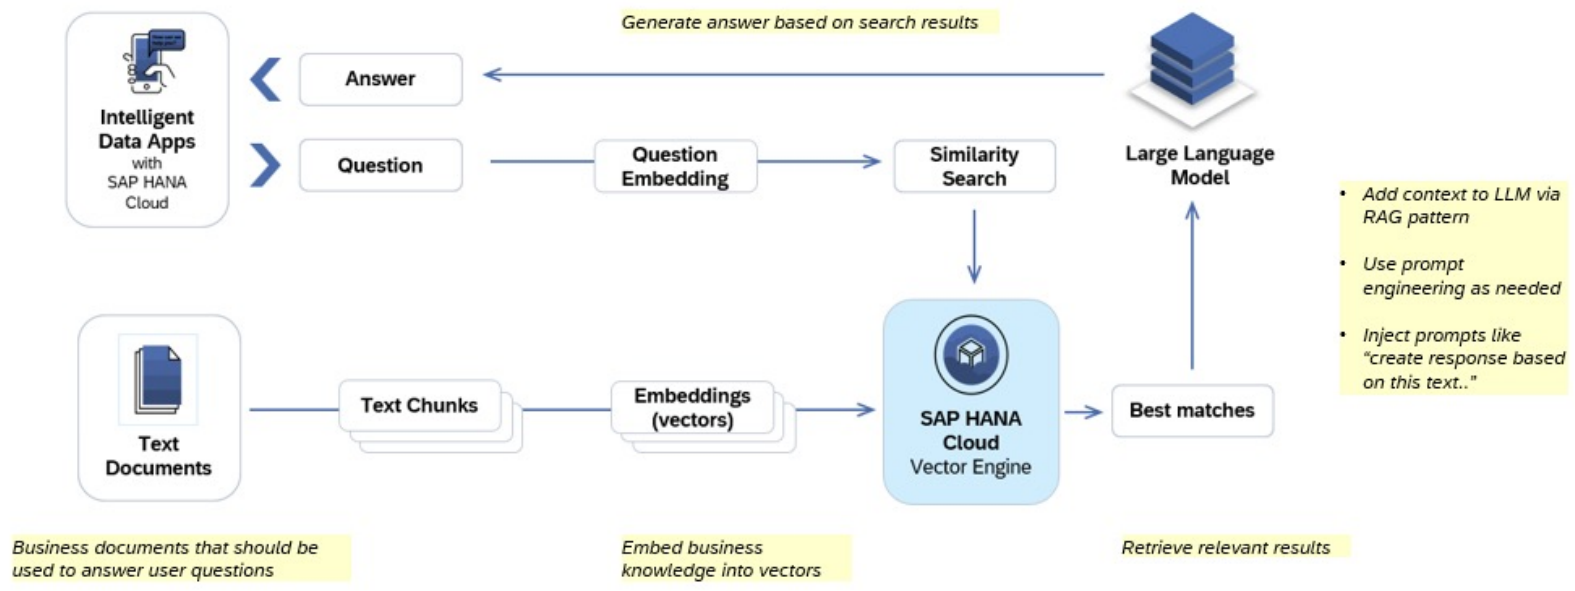 Generate answer based on search results
Intelligent
Data Apps
with
SAP HANA
Cloud
Answer
Question
Question
Embedding
Similarity
Search
Large Language
Model
• Add context to LLM via
RAG pattern
• Use prompt
engineering as needed
• Inject prompts like
“create response based
on this text.."
Text
Documents
Text Chunks
Embeddings
(vectors)
SAP HANA
Cloud
Vector Engine
Best matches
Business documents that should be
used to answer user questions
Embed business
knowledge into vectors
Retrieve relevant results